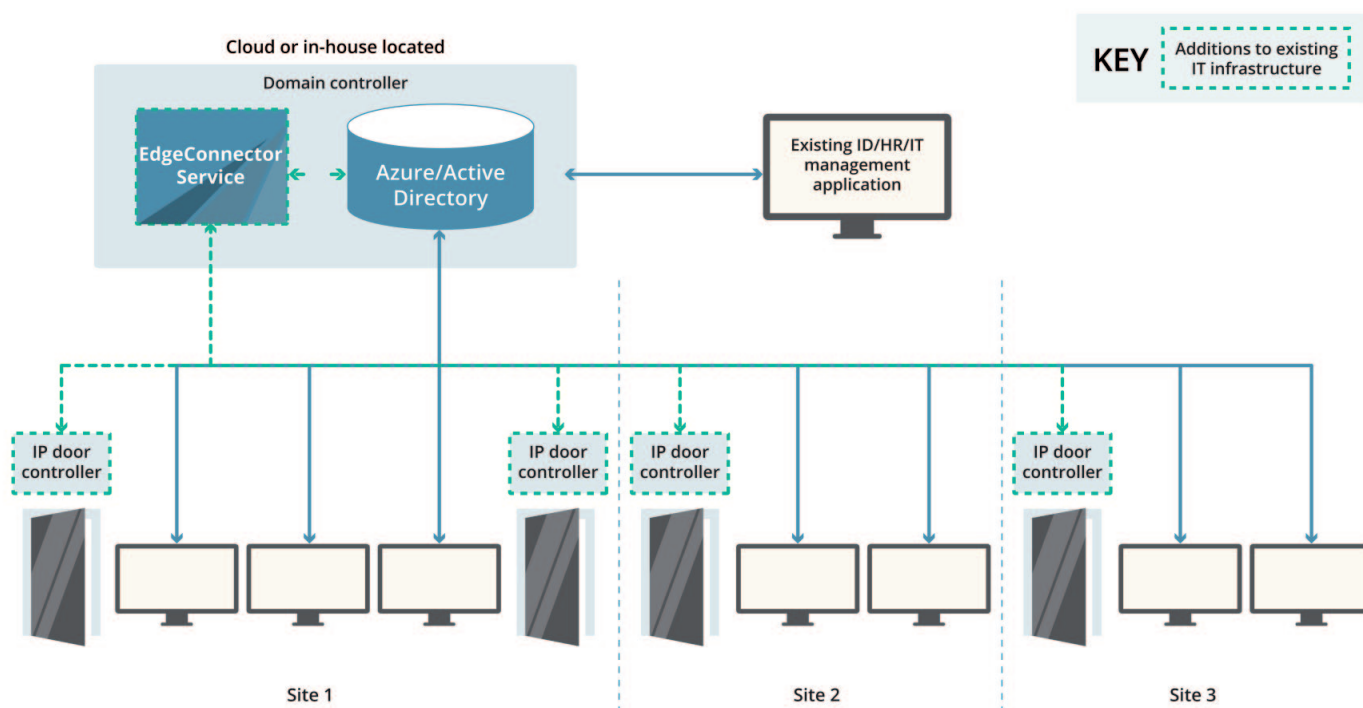 Cloud or in-house located
KEY
Additions to existing
IT infrastructure
Domain controller
EdgeConnector
Service
Azure/Active
Directory
Existing ID/HR/IT
management
application
IP door
controller
IP door
controller
IP door
controller
IP door
controller
Site 1
Site 2
Site 3